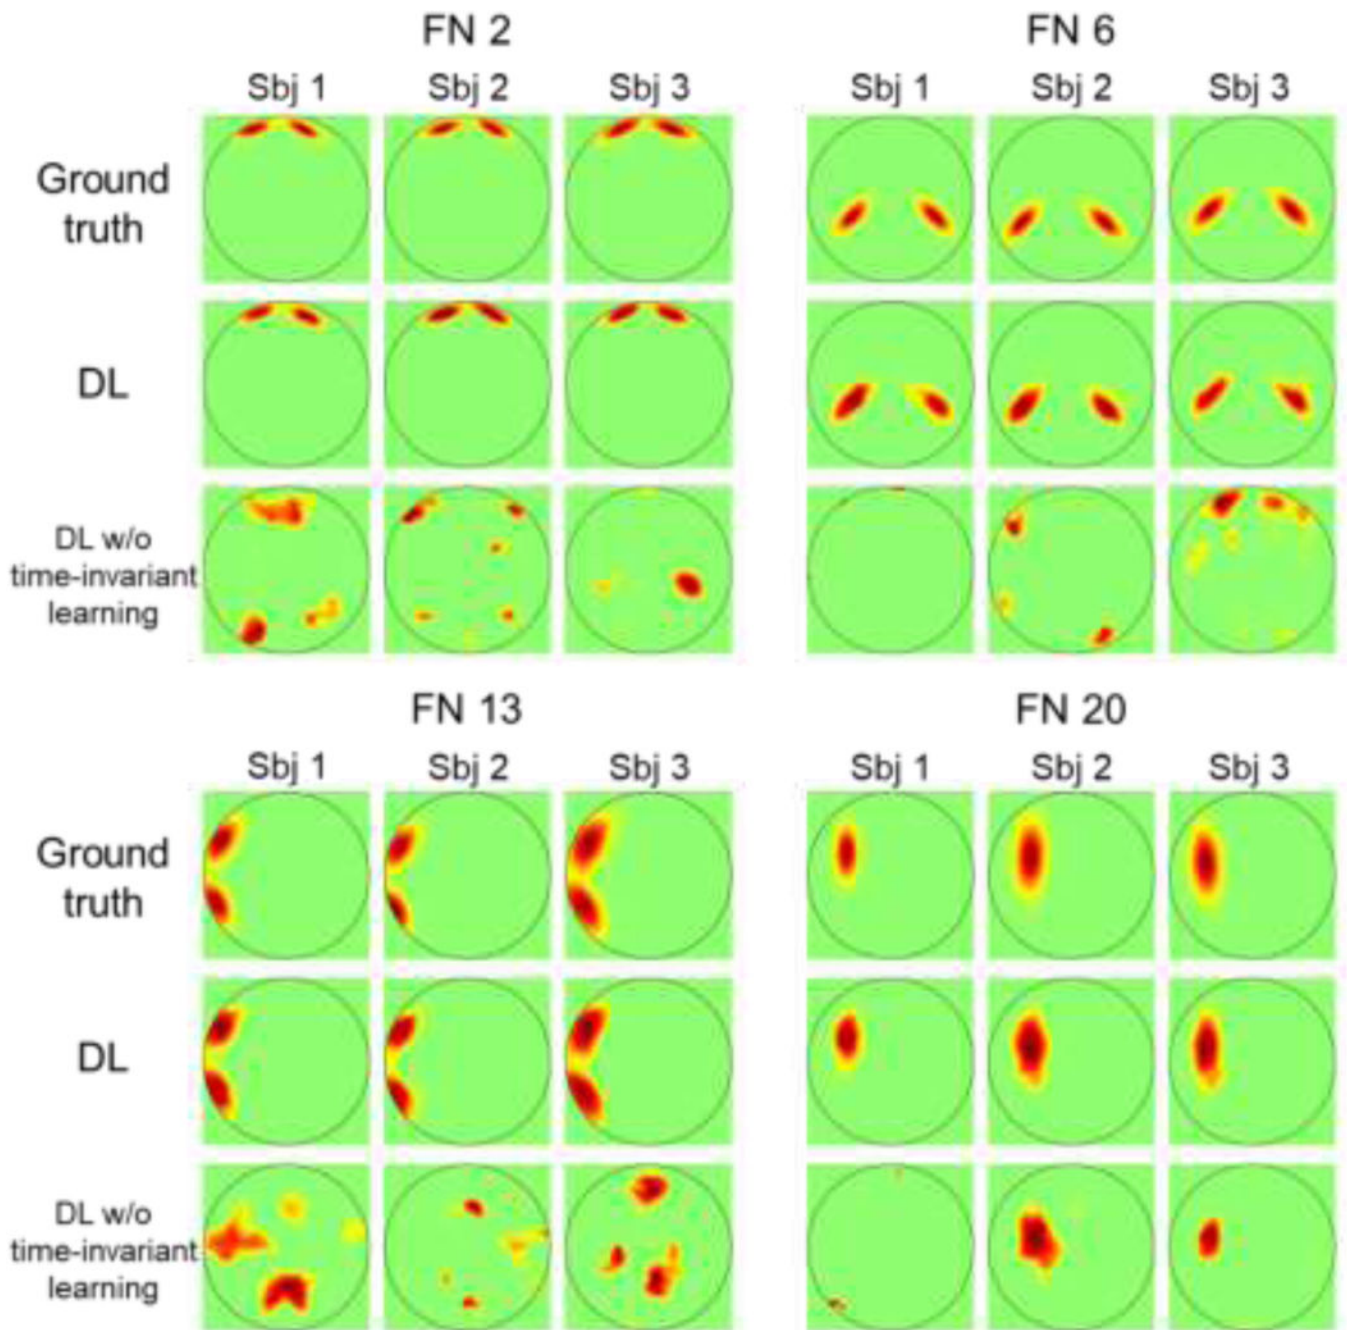 FN 2
FN 6
Sbj 1 Sbj 2 Sbj 3
Sbj 1 Sbj 2 Sbj 3
Ground
truth
DL
DL w/o
time-invariant
learning
FN 13
FN 20
Sbj 1 Sbj 2 Sbj 3
Sbj 1 Sbj 2 Sbj 3
Ground
truth
DL
DL w/o
time-invariant
learning